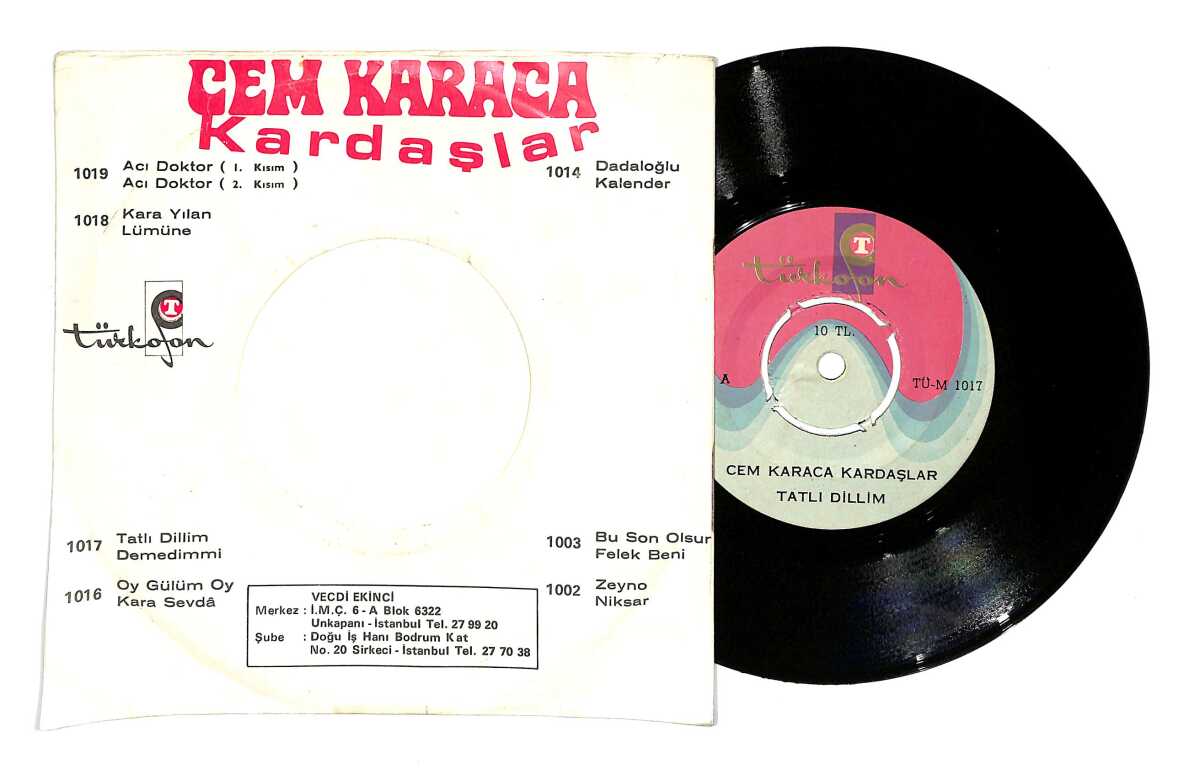 CEM KARACA
Kardaşlar
1019 Acı Doktor ( 1. Kısım )
Acı Doktor ( 2. Kısım )
1018 Kara Yılan
Lümüne
1014 Dadaloğlu
Kalender
T
türkofon
1017 Tatlı Dillim
Demedimmi
1016 Oy Gülüm Oy
Kara Sevdâ
1003 Bu Son Olsur
Felek Beni
1002 Zeyno
Niksar
VECDİ EKİNCİ
Merkez : İ.M.Ç. 6 - A Blok 6322
Unkapanı - İstanbul Tel. 27 99 20
Şube : Doğu İş Hanı Bodrum Kat
No. 20 Sirkeci - İstanbul Tel. 27 70 38
T
türkofon
10 TL.
A
TÜ-M 1017
CEM KARACA KARDAŞLAR
TATLI DİLLİM